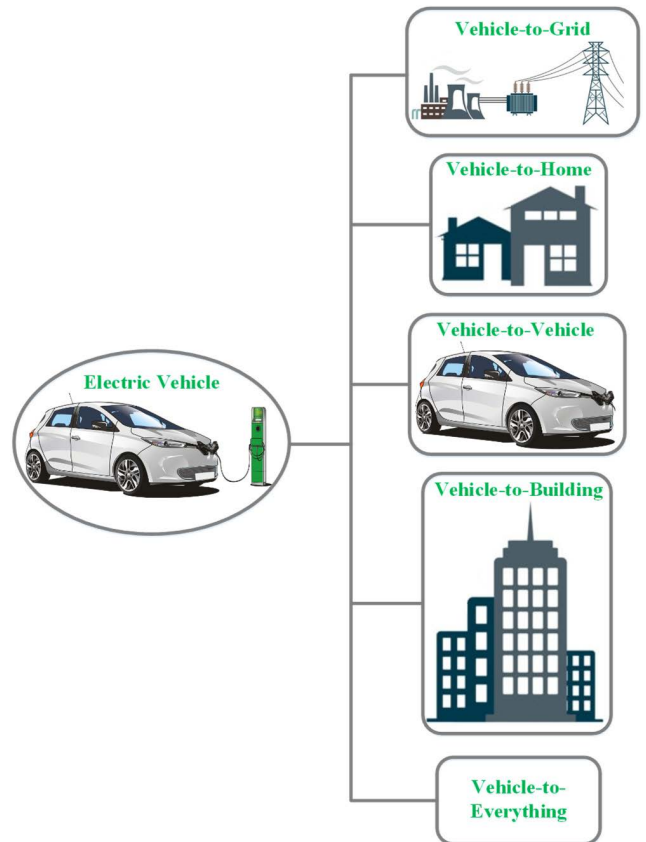 Vehicle-to-Grid
Vehicle-to-Home
Vehicle-to-Vehicle
Electric Vehicle
Vehicle-to-Building
Vehicle-to-
Everything